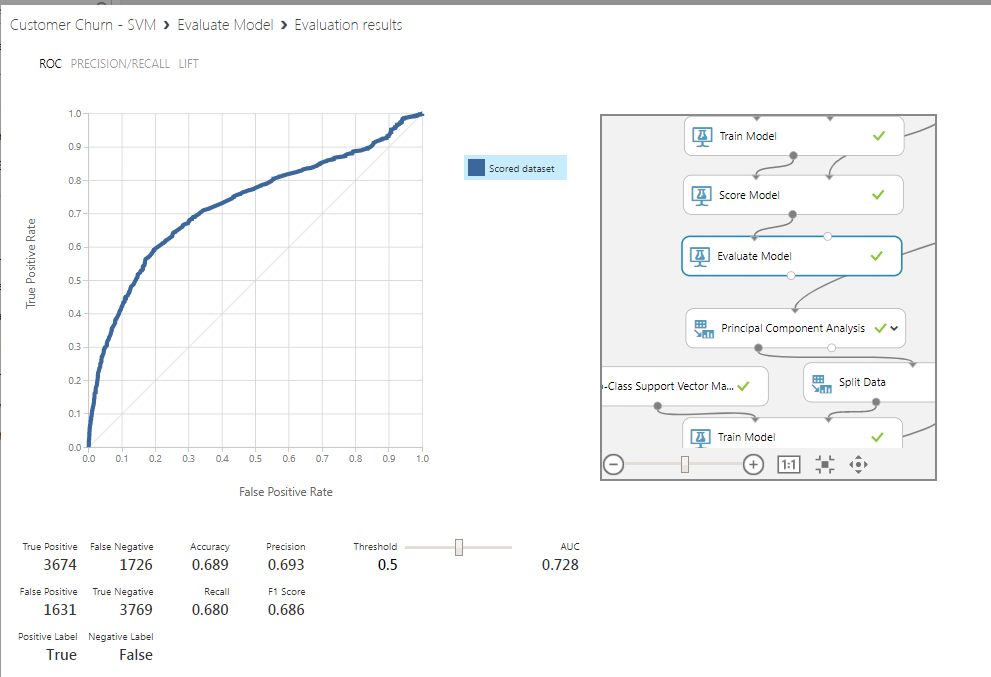 Customer Churn - SVM › Evaluate Model › Evaluation results
ROC PRECISION/RECALL LIFT
True Positive Rate
1.0
0.9
0.8
0.7
0.6
0.5
0.4
0.3
0.2
0.1
0.0
0.0 0.1 0.2 0.3 0.4 0.5 0.6 0.7 0.8 0.9 1.0
False Positive Rate
Scored dataset
Train Model
Score Model
Evaluate Model
Principal Component Analysis
-Class Support Vector Ma...
Split Data
Train Model
1:1
True Positive False Negative Accuracy Precision Threshold AUC
3674 1726 0.689 0.693 0.5 0.728
False Positive True Negative Recall F1 Score
1631 3769 0.680 0.686
Positive Label Negative Label
True False